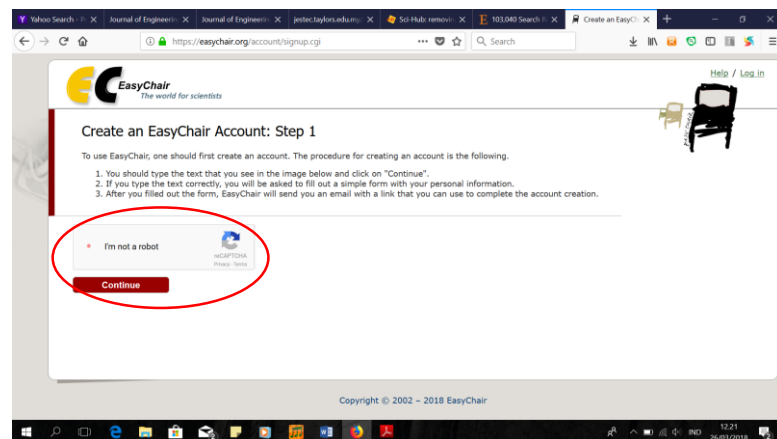 Yahoo Search - 
Journal of Engineerin
Journal of Engineerin
jestec.taylors.edu.my
Sci-Hub: removin
103,040 Search
Create an EasyCh
https://easychair.org/account/signup.cgi
Search
Help / Log in
EC
EasyChair
The world for scientists
easychair
Create an EasyChair Account: Step 1
To use EasyChair, one should first create an account. The procedure for creating an account is the following.
1. You should type the text that you see in the image below and click on "Continue".
2. If you type the text correctly, you will be asked to fill out a simple form with your personal information.
3. After you filled out the form, EasyChair will send you an email with a link that you can use to complete the account creation.
I'm not a robot
reCAPTCHA
Privacy - Terms
Continue
Copyright © 2002 – 2018 EasyChair
IND
12.21
26/03/2018